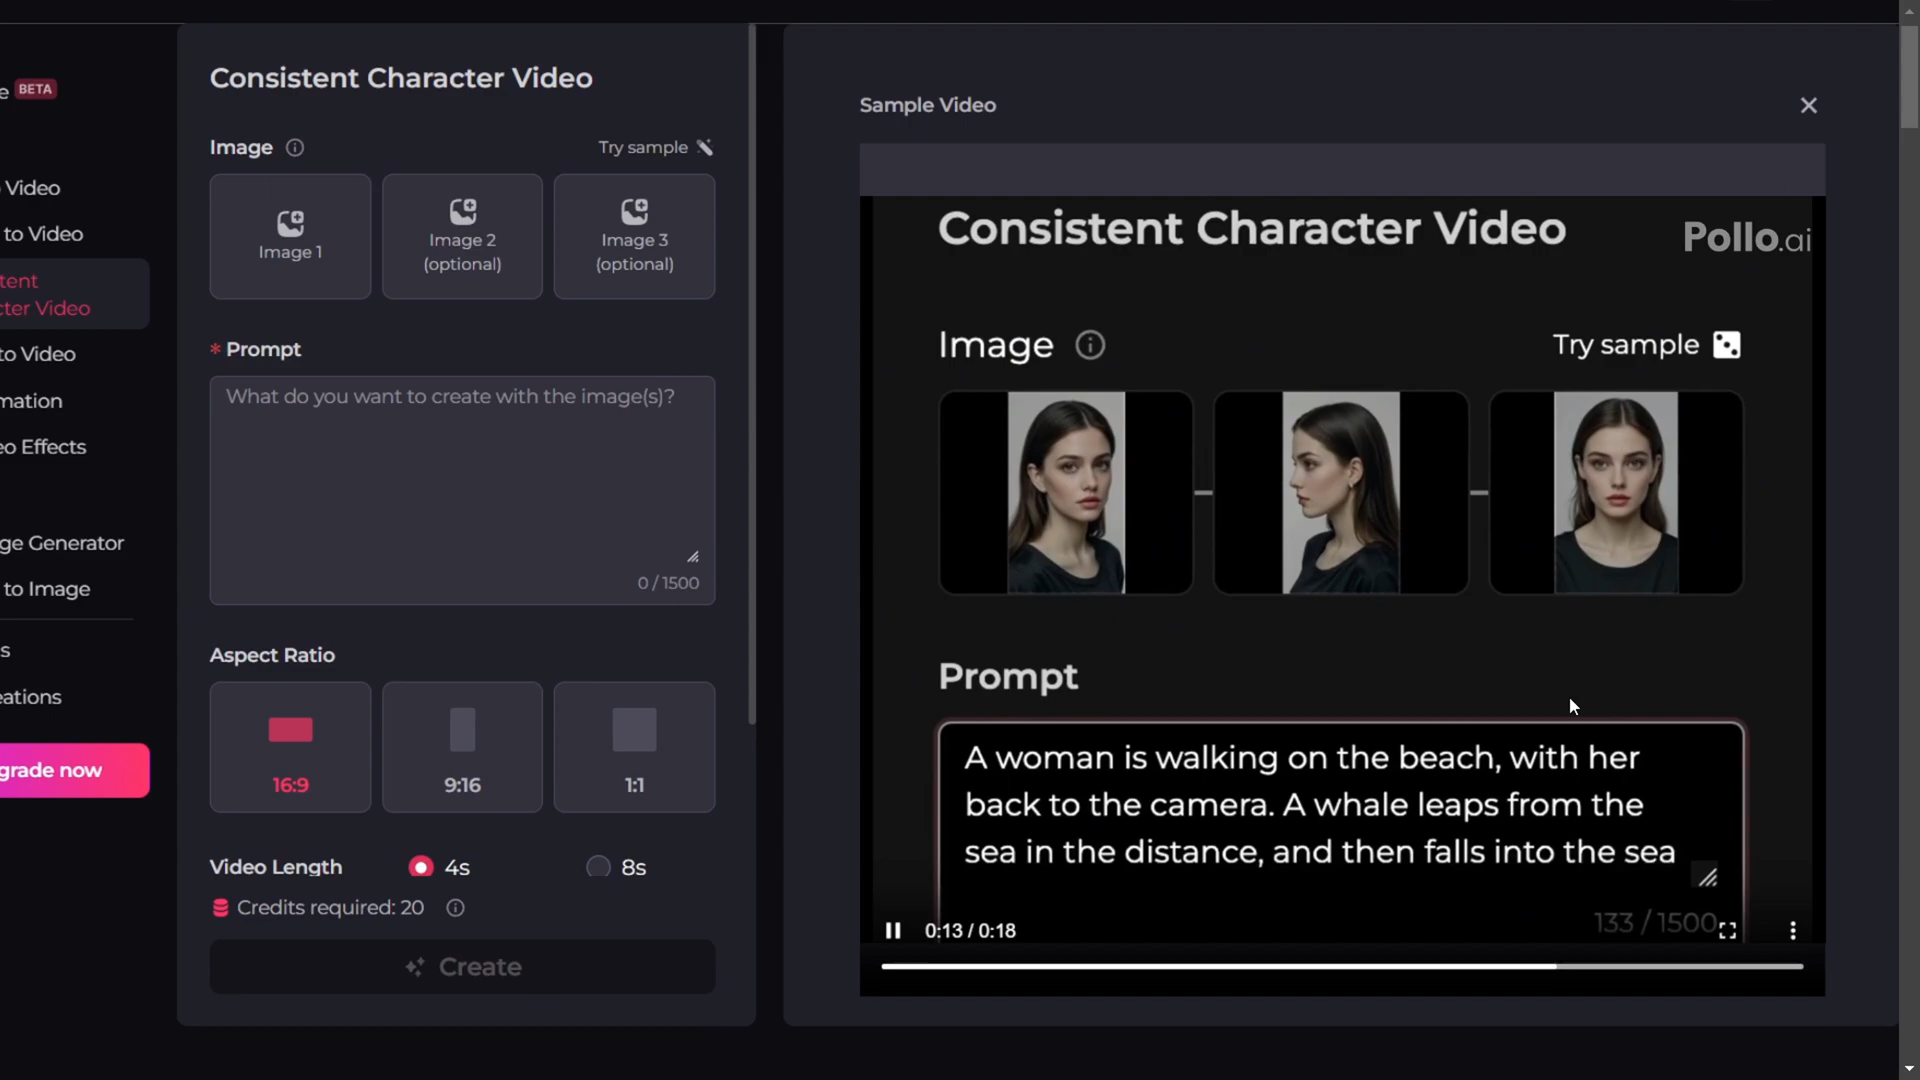 e BETA
Video
to Video
tent
cter Video
to Video
mation
eo Effects
ge Generator
to Image
s
eations
grade now
Consistent Character Video
Image
Try sample
Image 1
Image 2
(optional)
Image 3
(optional)
* Prompt
What do you want to create with the image(s)?
0 / 1500
Aspect Ratio
16:9
9:16
1:1
Video Length
4s
8s
Credits required: 20
Create
Sample Video
Consistent Character Video
Pollo.ai
Image
Try sample
Prompt
A woman is walking on the beach, with her
back to the camera. A whale leaps from the
sea in the distance, and then falls into the sea
133 / 1500
0:13 / 0:18